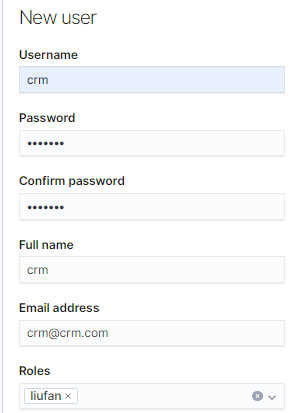 New user
Username
crm
Password
•••••••
Confirm password
•••••••
Full name
crm
Email address
crm@crm.com
Roles
liufan ×